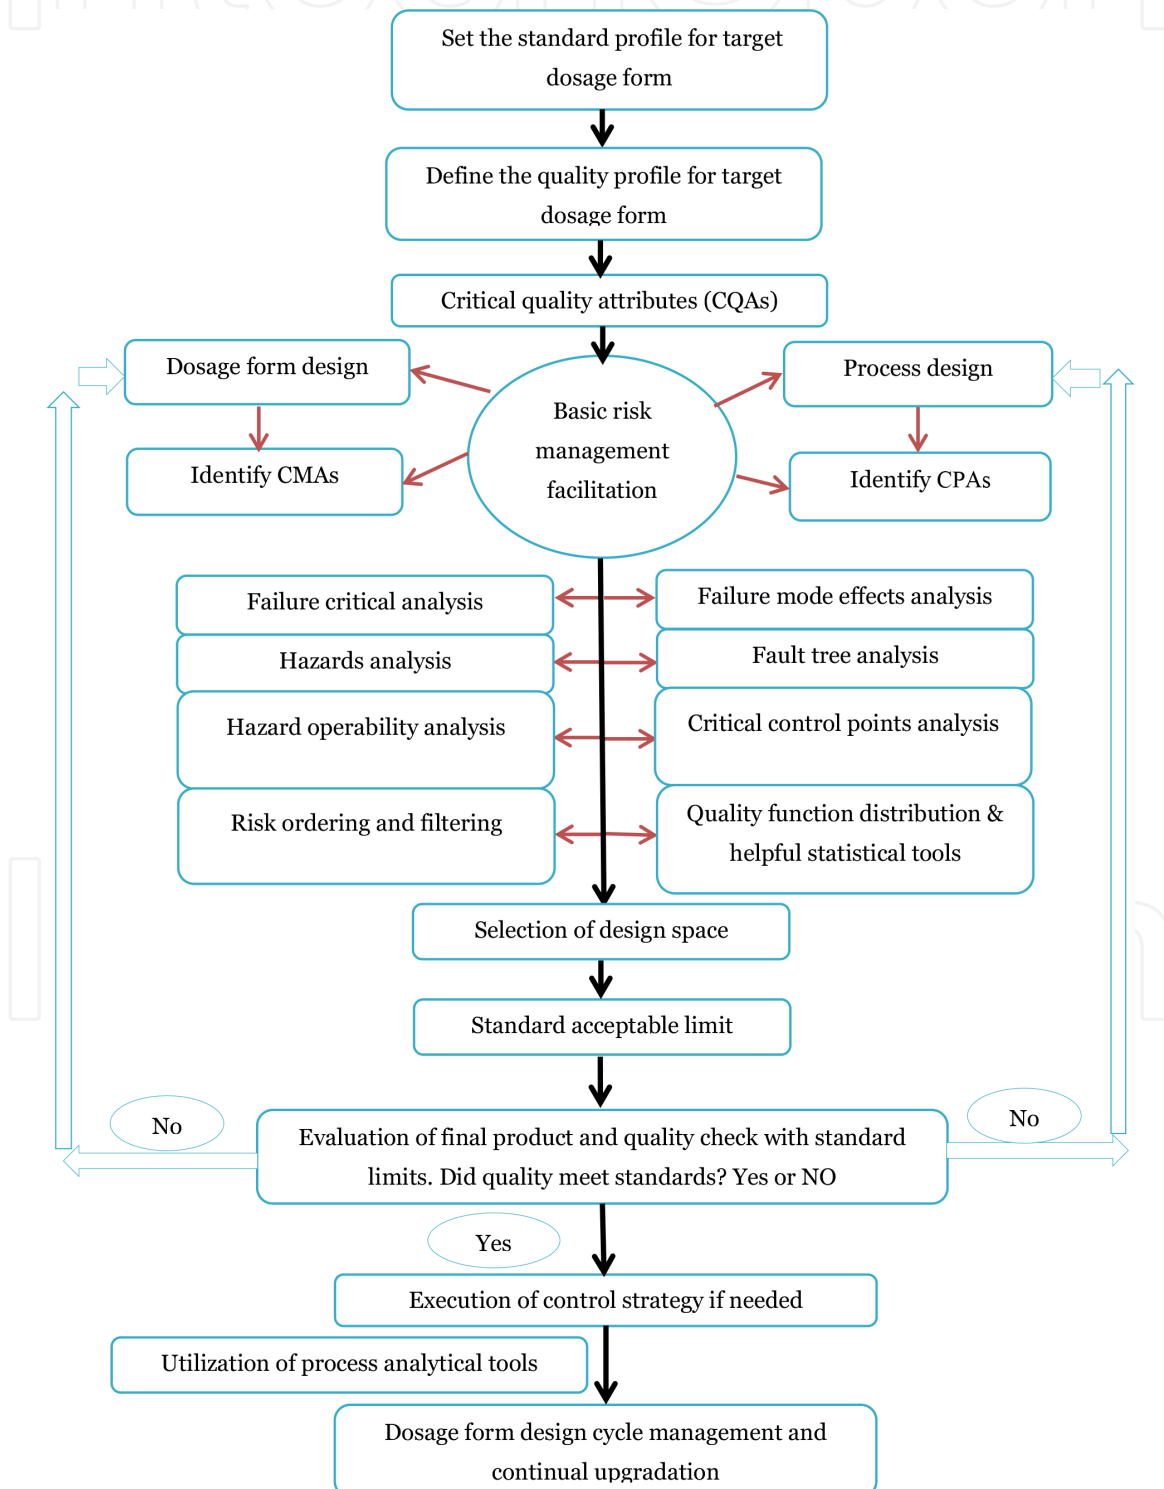 Set the standard profile for target
dosage form
Define the quality profile for target
dosage form
Critical quality attributes (CQAs)
Dosage form design
Process design
Basic risk
management
facilitation
Identify CMAs
Identify CPAs
Failure critical analysis
Failure mode effects analysis
Hazards analysis
Fault tree analysis
Hazard operability analysis
Critical control points analysis
Risk ordering and filtering
Quality function distribution &
helpful statistical tools
Selection of design space
Standard acceptable limit
No
No
Evaluation of final product and quality check with standard
limits. Did quality meet standards? Yes or NO
Yes
Execution of control strategy if needed
Utilization of process analytical tools
Dosage form design cycle management and
continual upgradation